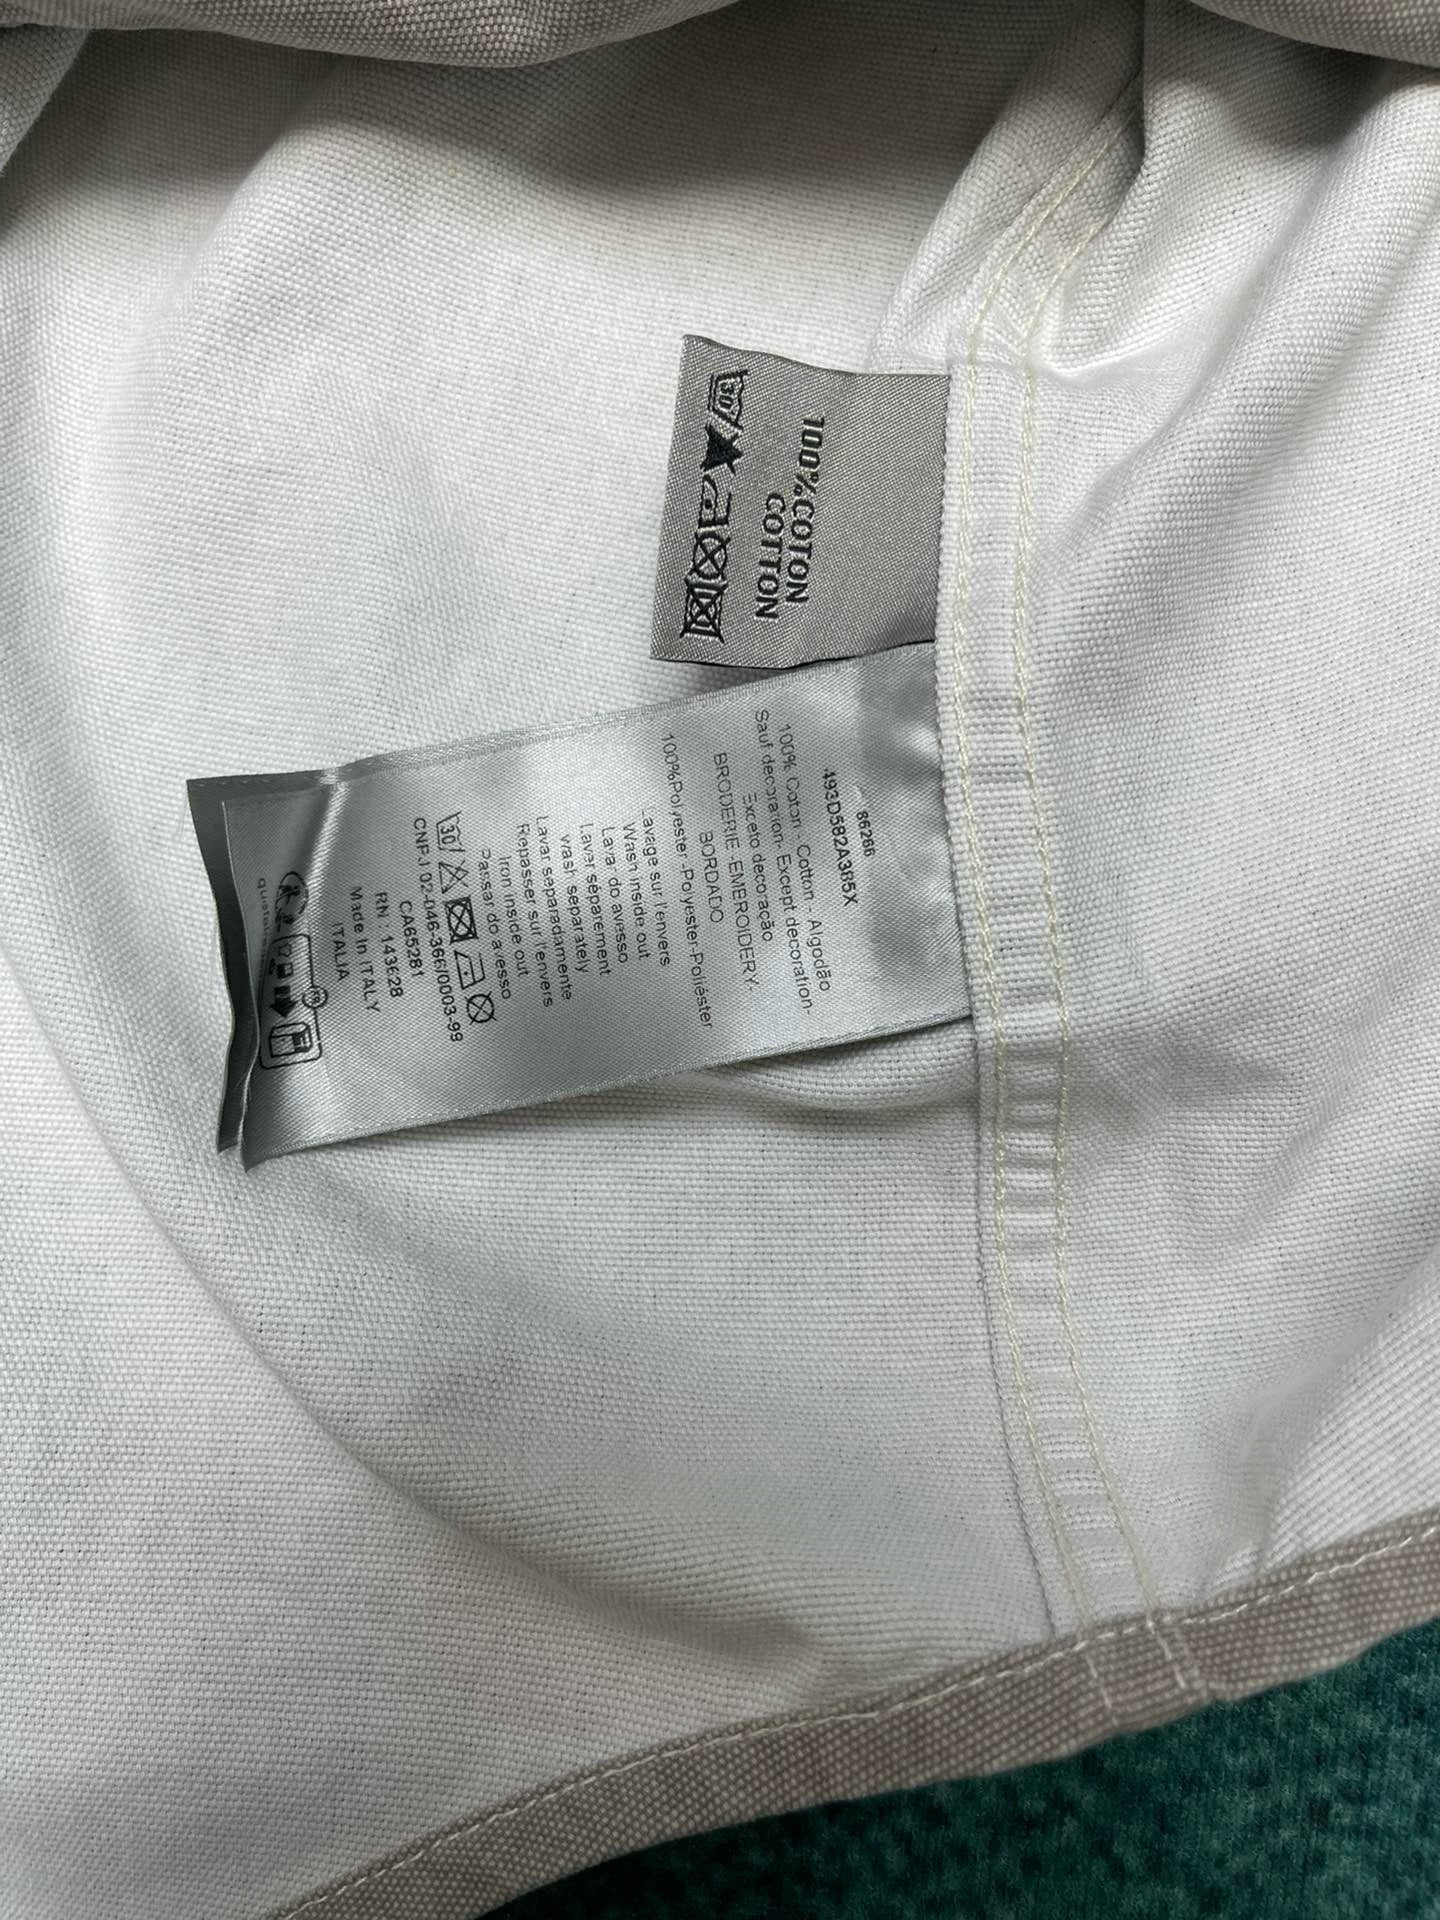 100%COTON
COTTON
30
86266
493D582A385X
100% Coton - Cotton - Algodão
Sauf decoration- Except decoration-
Exceto decoração
BRODERIE-EMBROIDERY-
BORDADO
100%Polyester-Polyester-Poliéster
Lavage sur l'envers
Wash inside out
Lava do avesso
Laver séparement
wash separately
Lavar separadamente
Repasser sur l'envers
Iron inside out
Passar do avesso
30
CNPJ 02-046-366/0003-99
CA65281
RN : 143628
Made in ITALY
ITALIA
FR